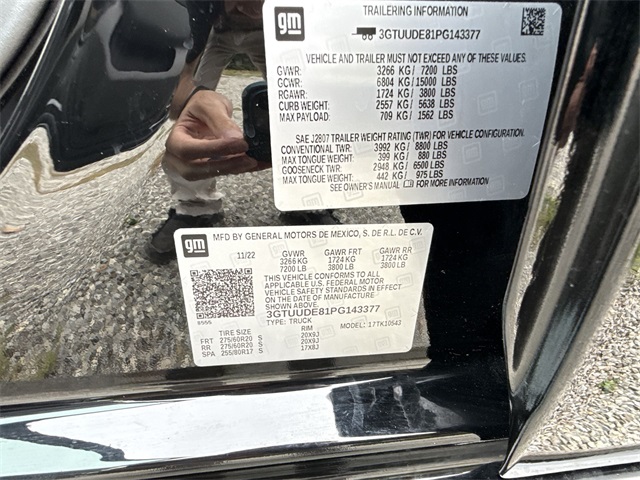 gm
TRAILERING INFORMATION
3GTUUDE81PG143377
VEHICLE AND TRAILER MUST NOT EXCEED ANY OF THESE VALUES.
GVWR: 3266 KG / 7200 LBS
GCWR: 6804 KG / 15000 LBS
RGAWR: 1724 KG / 3800 LBS
CURB WEIGHT: 2557 KG / 5638 LBS
MAX PAYLOAD: 709 KG / 1562 LBS
SAE J2807 TRAILER WEIGHT RATING (TWR) FOR VEHICLE CONFIGURATION.
CONVENTIONAL TWR: 3992 KG / 8800 LBS
MAX TONGUE WEIGHT: 399 KG / 880 LBS
GOOSENECK TWR: 2948 KG / 6500 LBS
MAX TONGUE WEIGHT: 442 KG / 975 LBS
SEE OWNER'S MANUAL FOR MORE INFORMATION
gm MFD BY GENERAL MOTORS DE MEXICO, S. DE R.L. DE C.V.
11/22 GVWR GAWR FRT GAWR RR
3266 KG 1724 KG 1724 KG
7200 LB 3800 LB 3800 LB
THIS VEHICLE CONFORMS TO ALL
APPLICABLE U.S. FEDERAL MOTOR
VEHICLE SAFETY STANDARDS IN EFFECT
ON THE DATE OF MANUFACTURE
SHOWN ABOVE.
3GTUUDE81PG143377
TYPE: TRUCK MODEL: 17TK10543
TIRE SIZE RIM
FRT 275/60R20 S 20X9J
RR 275/60R20 S 20X9J
SPA 255/80R17 S 17X8J